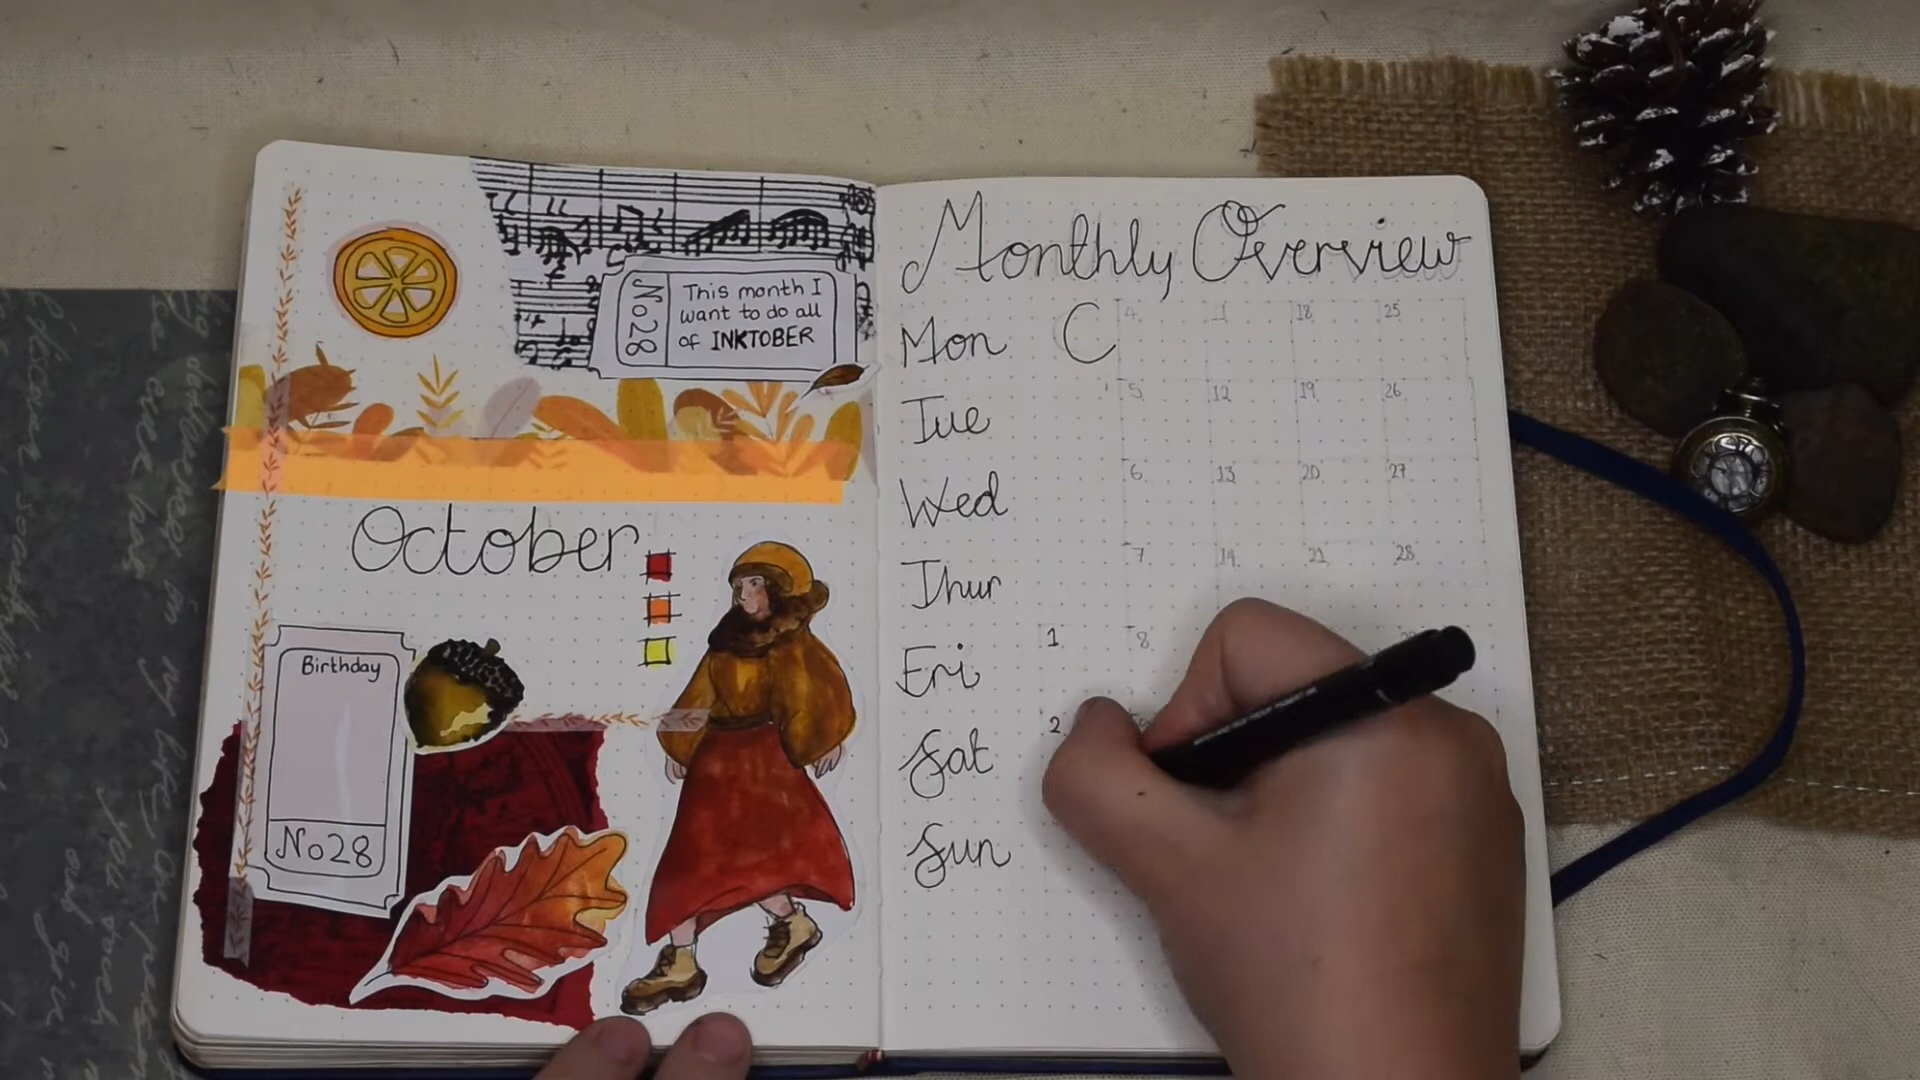 No28
This month I
want to do all
of INKTOBER
October
Birthday
No28
Monthly Overview
Mon C 4 11 18 25
Tue 5 12 19 26
Wed 6 13 20 27
Thur 7 14 21 28
Fri 1 8
Sat 2
Sun